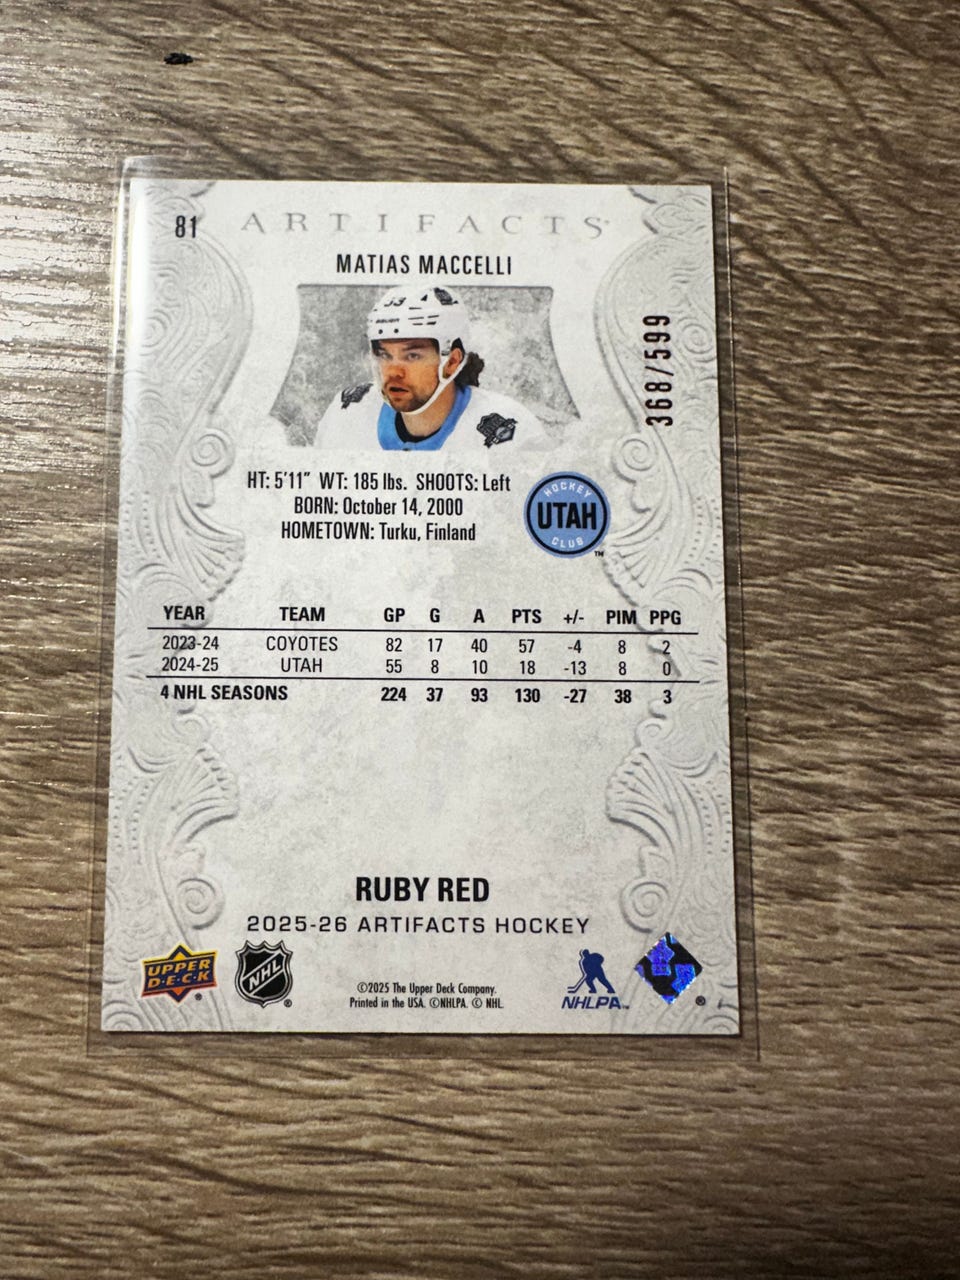 81 ARTIFACTS
MATIAS MACCELLI
368/599
HT: 5'11" WT: 185 lbs. SHOOTS: Left
BORN: October 14, 2000
HOMETOWN: Turku, Finland
HOCKEY
UTAH
CLUB
TM
YEAR TEAM GP G A PTS +/- PIM PPG
2023-24 COYOTES 82 17 40 57 -4 8 2
2024-25 UTAH 55 8 10 18 -13 8 0
4 NHL SEASONS 224 37 93 130 -27 38 3
RUBY RED
2025-26 ARTIFACTS HOCKEY
UPPER
D·E·C·K
®
NHL
®
©2025 The Upper Deck Company.
Printed in the USA. ©NHLPA. © NHL.
NHLPA
®